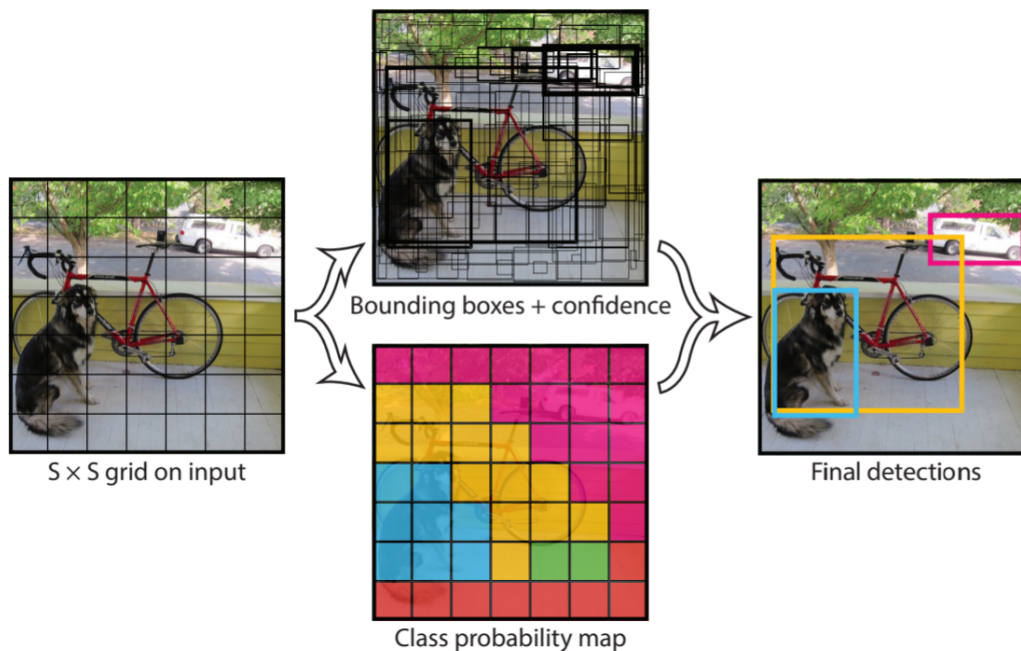 S × S grid on input
Bounding boxes + confidence
Class probability map
Final detections